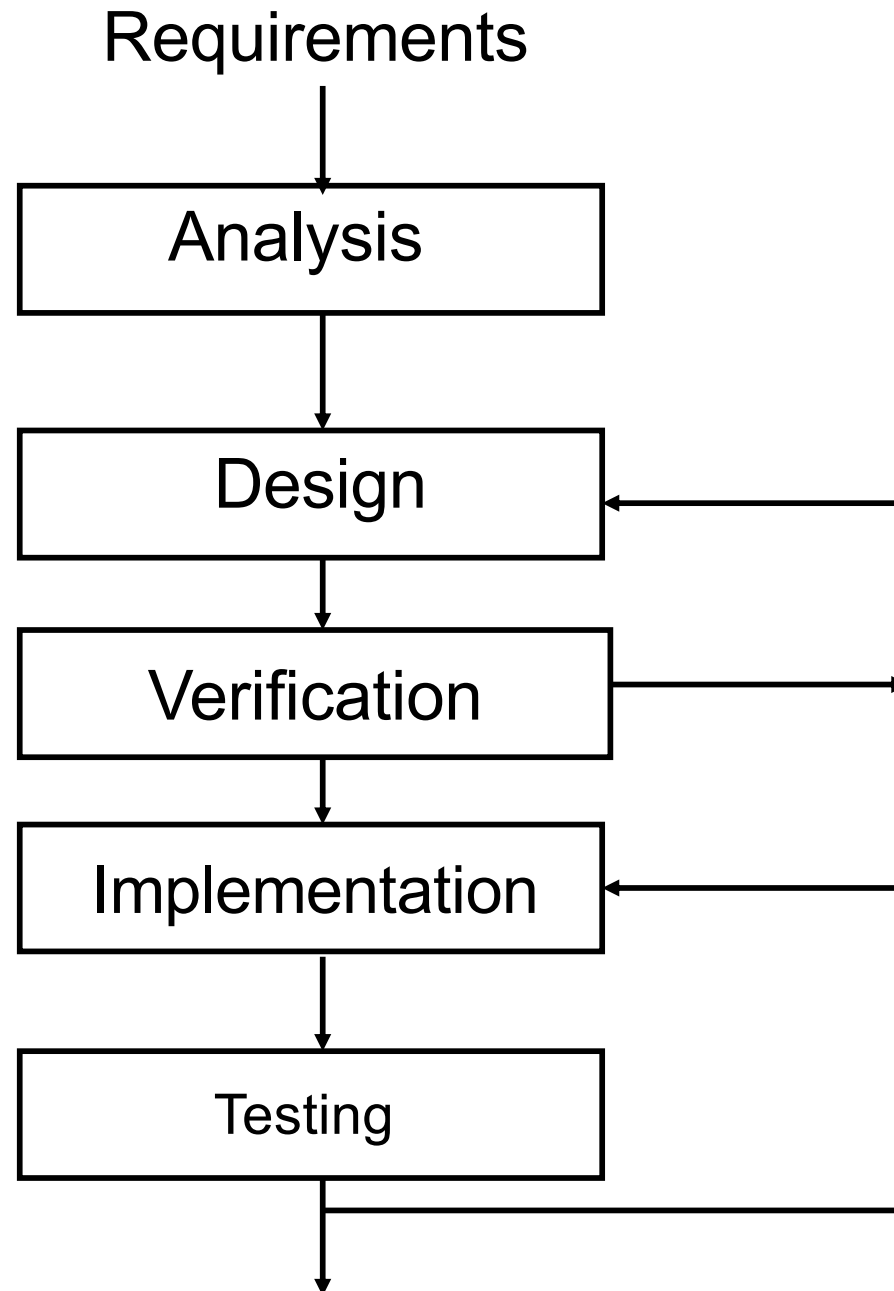 Requirements
Analysis
Design
Verification
Implementation
Testing